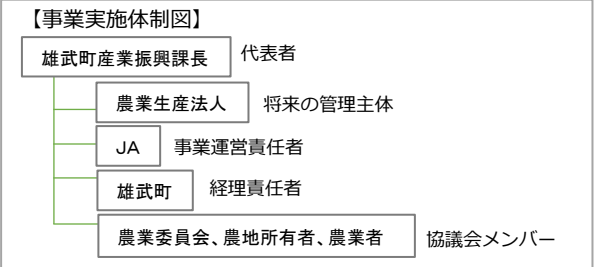 【事業実施体制図】
雄武町産業振興課長 代表者
農業生産法人 将来の管理主体
JA 事業運営責任者
雄武町 経理責任者
農業委員会、農地所有者、農業者 協議会メンバー